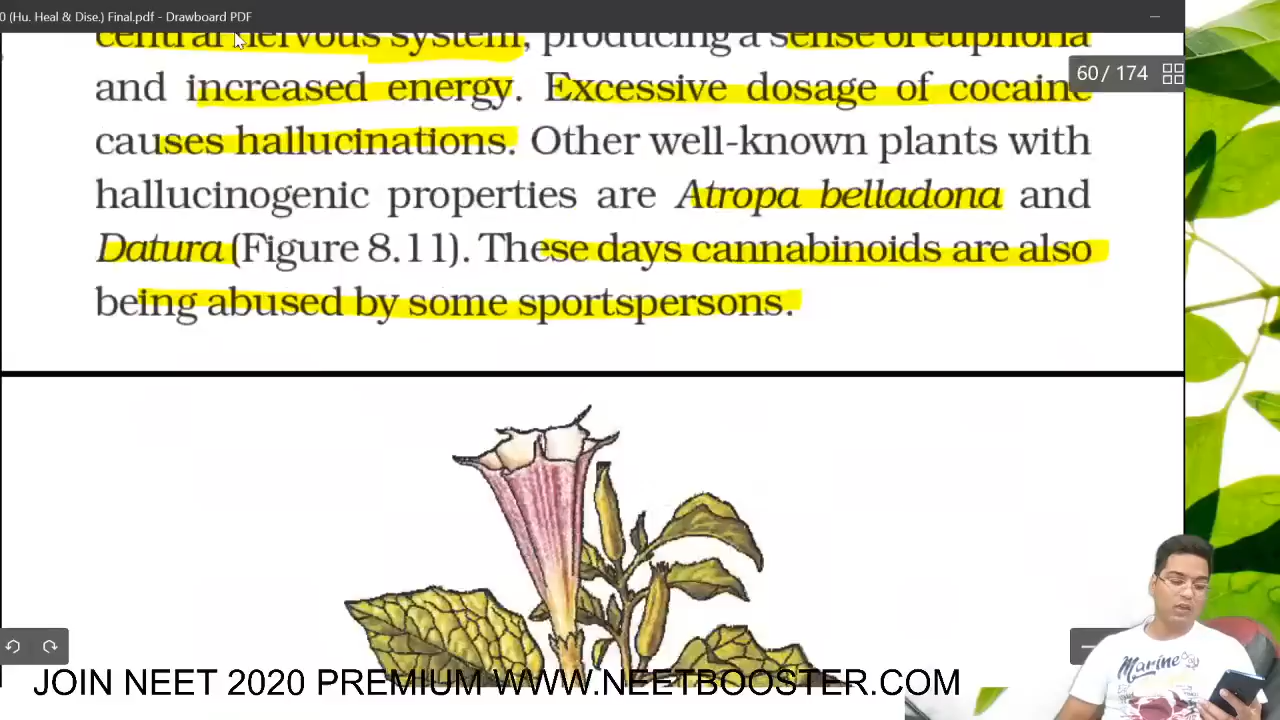 0 (Hu. Heal & Dise.) Final.pdf - Drawboard PDF
central nervous system, producing a sense of euphoria
60 / 174
and increased energy. Excessive dosage of cocaine
causes hallucinations. Other well-known plants with
hallucinogenic properties are Atropa belladona and
Datura (Figure 8.11). These days cannabinoids are also
being abused by some sportspersons.
Marine
JOIN NEET 2020 PREMIUM WWW.NEETBOOSTER.COM